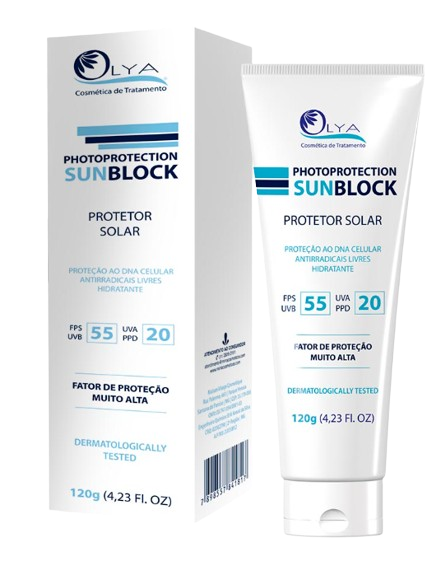 OLYA
Cosmética de Tratamento
PHOTOPROTECTION
SUNBLOCK
PROTETOR
SOLAR
PROTEÇÃO AO DNA CELULAR
ANTIRRADICAIS LIVRES
HIDRATANTE
FPS UVB 55 UVA PPD 20
FATOR DE PROTEÇÃO
MUITO ALTA
DERMATOLOGICALLY
TESTED
120g (4,23 Fl. OZ)
ATENDIMENTO AO CONSUMIDOR
OLYA
Cosmética de Tratamento
PHOTOPROTECTION
SUNBLOCK
PROTETOR SOLAR
PROTEÇÃO AO DNA CELULAR
ANTIRRADICAIS LIVRES
HIDRATANTE
FPS UVB 55 UVA PPD 20
FATOR DE PROTEÇÃO
MUITO ALTA
DERMATOLOGICALLY TESTED
120g (4,23 FL. OZ)